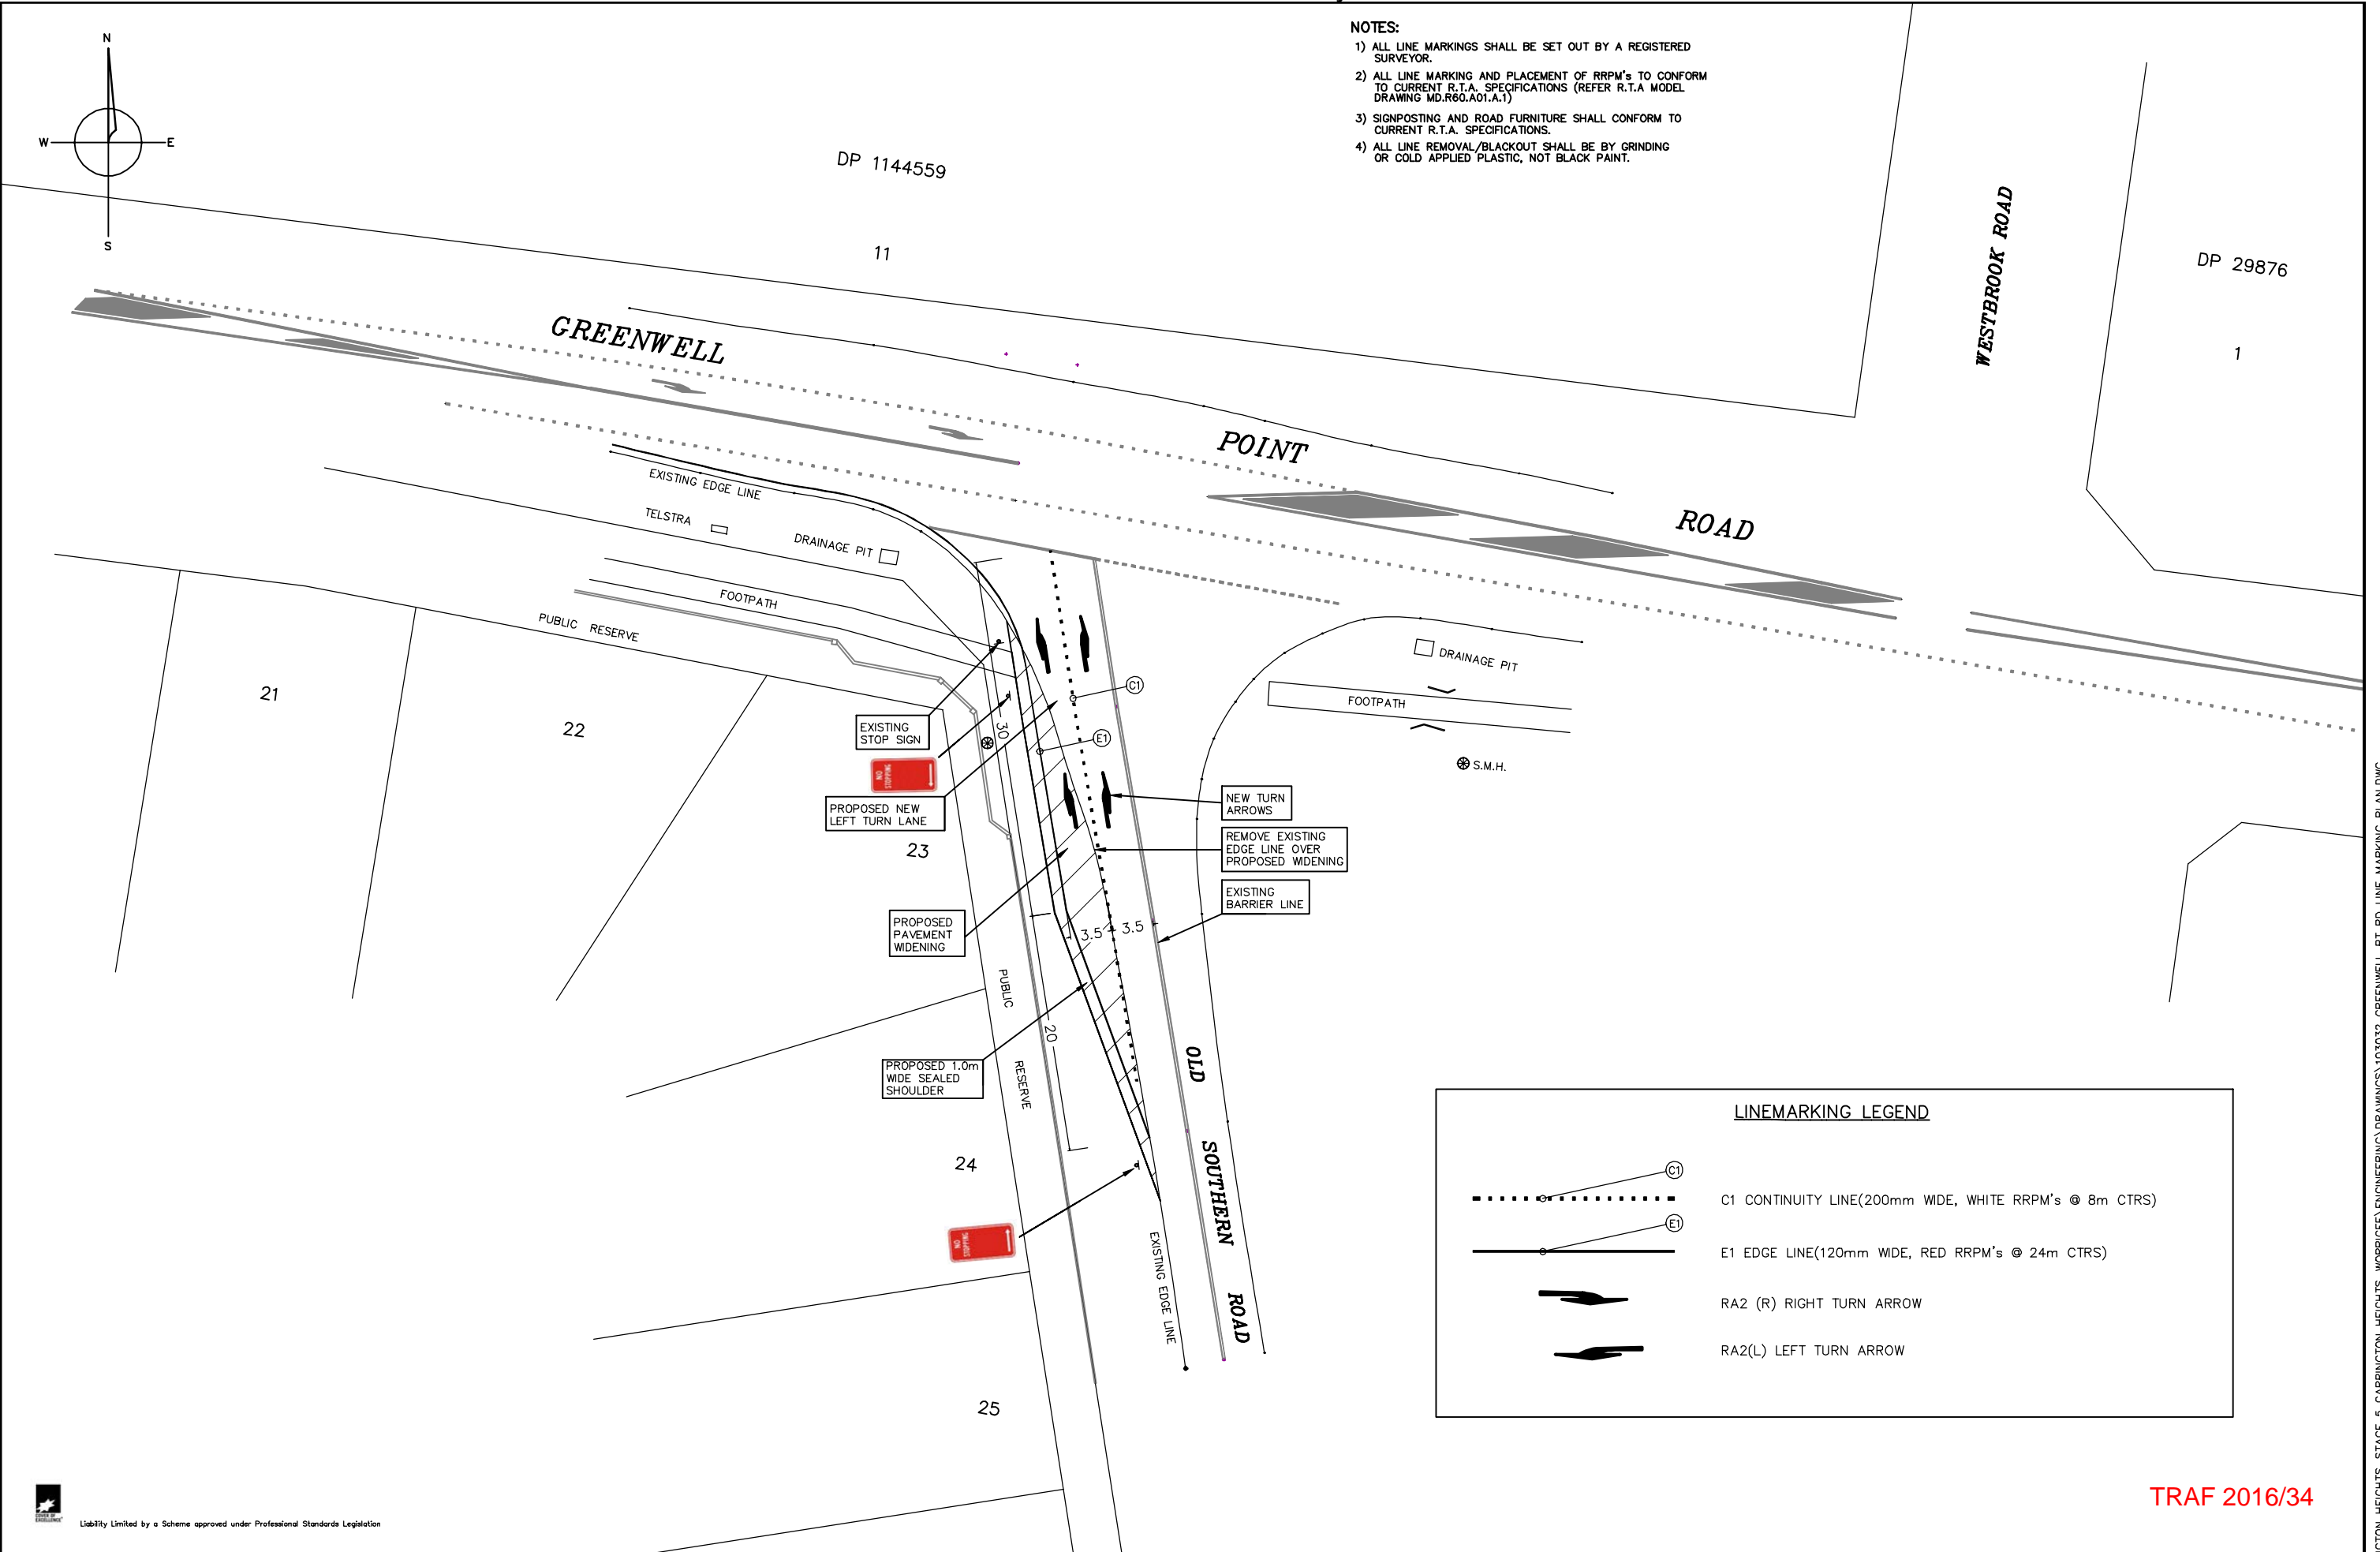 NOTES:
1) ALL LINE MARKINGS SHALL BE SET OUT BY A REGISTERED
SURVEYOR.
2) ALL LINE MARKING AND PLACEMENT OF RRPM's TO CONFORM
TO CURRENT R.T.A. SPECIFICATIONS (REFER R.T.A MODEL
DRAWING MD.R60.A01.A.1)
3) SIGNPOSTING AND ROAD FURNITURE SHALL CONFORM TO
CURRENT R.T.A. SPECIFICATIONS.
4) ALL LINE REMOVAL/BLACKOUT SHALL BE BY GRINDING
OR COLD APPLIED PLASTIC, NOT BLACK PAINT.
N
W
E
S
DP 1144559
11
WESTBROOK ROAD
DP 29876
1
GREENWELL
POINT
ROAD
EXISTING EDGE LINE
TELSTRA
DRAINAGE PIT
FOOTPATH
PUBLIC RESERVE
21
22
DRAINAGE PIT
FOOTPATH
S.M.H.
C1
E1
30
EXISTING
STOP SIGN
NO
STOPPING
PROPOSED NEW
LEFT TURN LANE
23
NEW TURN
ARROWS
REMOVE EXISTING
EDGE LINE OVER
PROPOSED WIDENING
EXISTING
BARRIER LINE
PROPOSED
PAVEMENT
WIDENING
3.5
3.5
PUBLIC
RESERVE
20
PROPOSED 1.0m
WIDE SEALED
SHOULDER
24
NO
STOPPING
OLD
SOUTHERN
ROAD
EXISTING EDGE LINE
25
LINEMARKING LEGEND
C1
C1 CONTINUITY LINE(200mm WIDE, WHITE RRPM's @ 8m CTRS)
E1
E1 EDGE LINE(120mm WIDE, RED RRPM's @ 24m CTRS)
RA2 (R) RIGHT TURN ARROW
RA2(L) LEFT TURN ARROW
TRAF 2016/34
COVER OF
EXCELLENCE
Liability Limited by a Scheme approved under Professional Standards Legislation